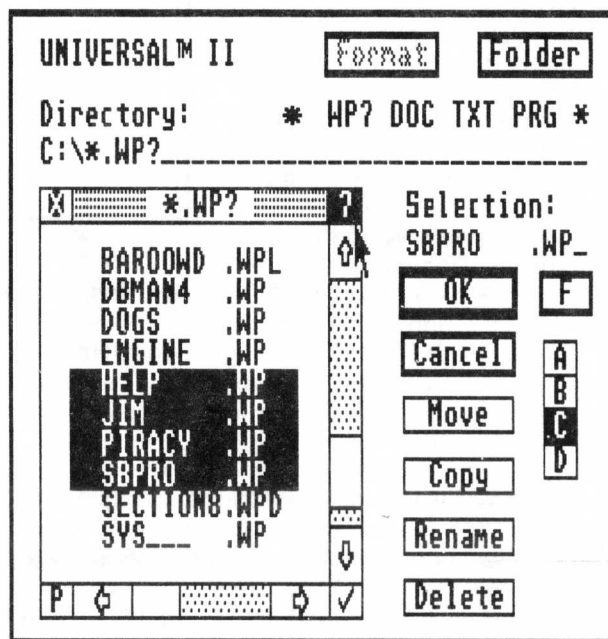 UNIVERSAL™ II Format Folder
Directory: * WP? DOC TXT PRG *
C:\*.WP?____________________________
*.WP? ?
Selection:
SBPRO .WP_
BAROOWD .WPL
DBMAN4 .WP
DOGS .WP
ENGINE .WP
HELP .WP
JIM .WP
PIRACY .WP
SBPRO .WP
SECTION8.WPD
SYS___ .WP
P
OK F
Cancel
Move
Copy
Rename
Delete
A
B
C
D